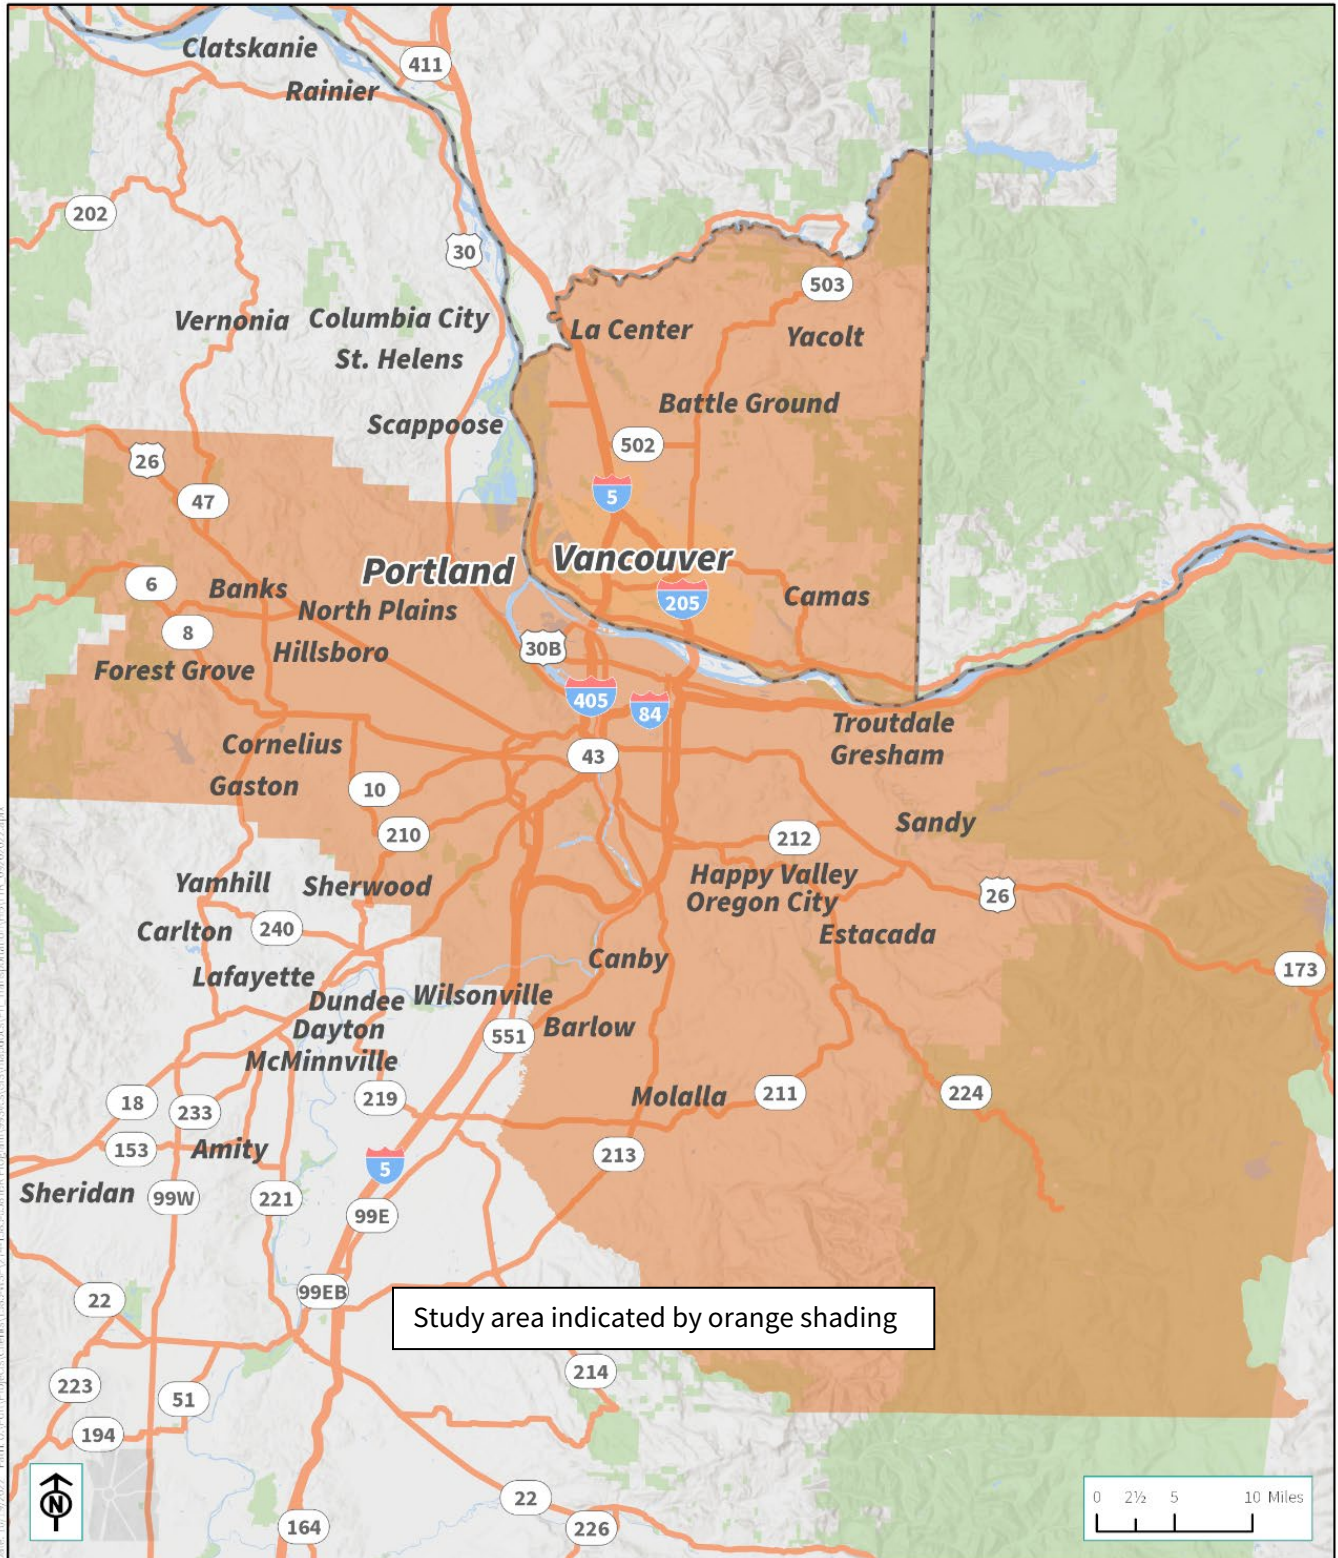 Clatskanie
411
Rainier
202
30
503
Vernonia
Columbia City
La Center
Yacolt
St. Helens
Battle Ground
Scappoose
502
26
5
47
Portland
Vancouver
6
Banks
205
Camas
North Plains
8
Hillsboro
30B
Forest Grove
405
84
Troutdale
Cornelius
43
Gresham
Gaston
10
Sandy
210
212
Yamhill
Sherwood
Happy Valley
26
Oregon City
Carlton
240
Estacada
Canby
173
Lafayette
Dundee
Wilsonville
Dayton
551
Barlow
McMinnville
18
233
219
Molalla
211
224
153
Amity
213
5
Sheridan
99W
221
99E
22
99EB
Study area indicated by orange shading
214
223
51
194
N
22
0 2½ 5 10 Miles
164
226